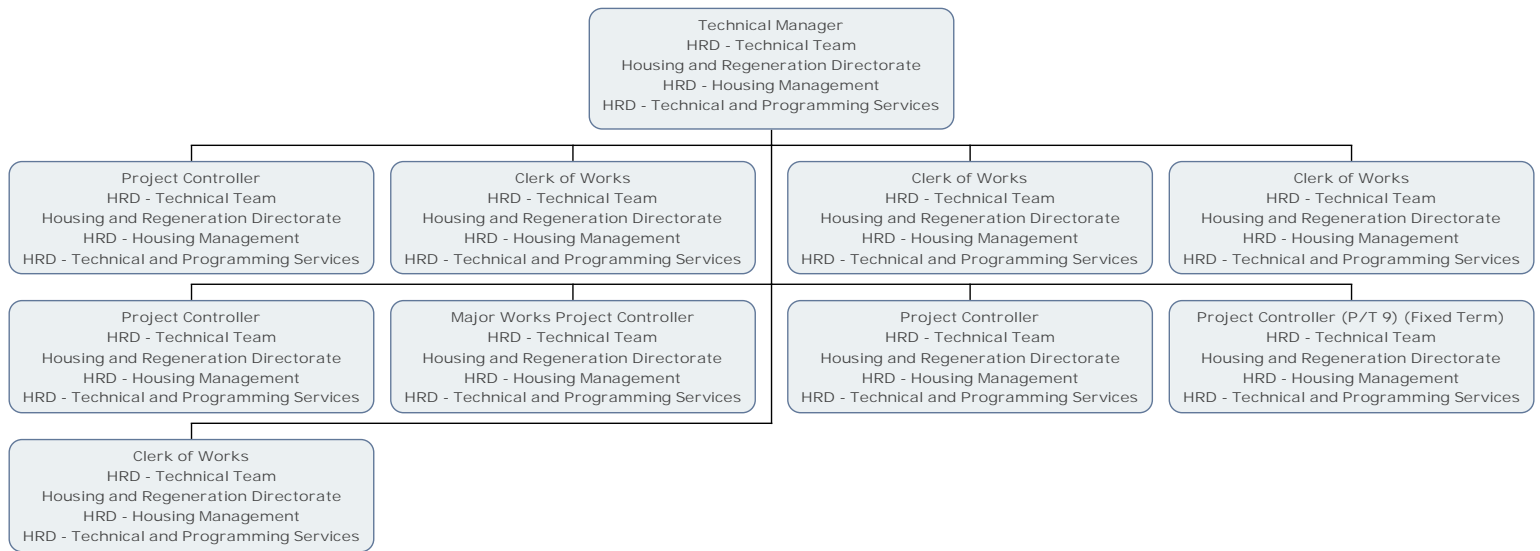 Technical Manager
HRD - Technical Team
Housing and Regeneration Directorate
HRD - Housing Management
HRD - Technical and Programming Services
Project Controller
HRD - Technical Team
Housing and Regeneration Directorate
HRD - Housing Management
HRD - Technical and Programming Services
Clerk of Works
HRD - Technical Team
Housing and Regeneration Directorate
HRD - Housing Management
HRD - Technical and Programming Services
Clerk of Works
HRD - Technical Team
Housing and Regeneration Directorate
HRD - Housing Management
HRD - Technical and Programming Services
Clerk of Works
HRD - Technical Team
Housing and Regeneration Directorate
HRD - Housing Management
HRD - Technical and Programming Services
Project Controller
HRD - Technical Team
Housing and Regeneration Directorate
HRD - Housing Management
HRD - Technical and Programming Services
Major Works Project Controller
HRD - Technical Team
Housing and Regeneration Directorate
HRD - Housing Management
HRD - Technical and Programming Services
Project Controller
HRD - Technical Team
Housing and Regeneration Directorate
HRD - Housing Management
HRD - Technical and Programming Services
Project Controller (P/T 9) (Fixed Term)
HRD - Technical Team
Housing and Regeneration Directorate
HRD - Housing Management
HRD - Technical and Programming Services
Clerk of Works
HRD - Technical Team
Housing and Regeneration Directorate
HRD - Housing Management
HRD - Technical and Programming Services